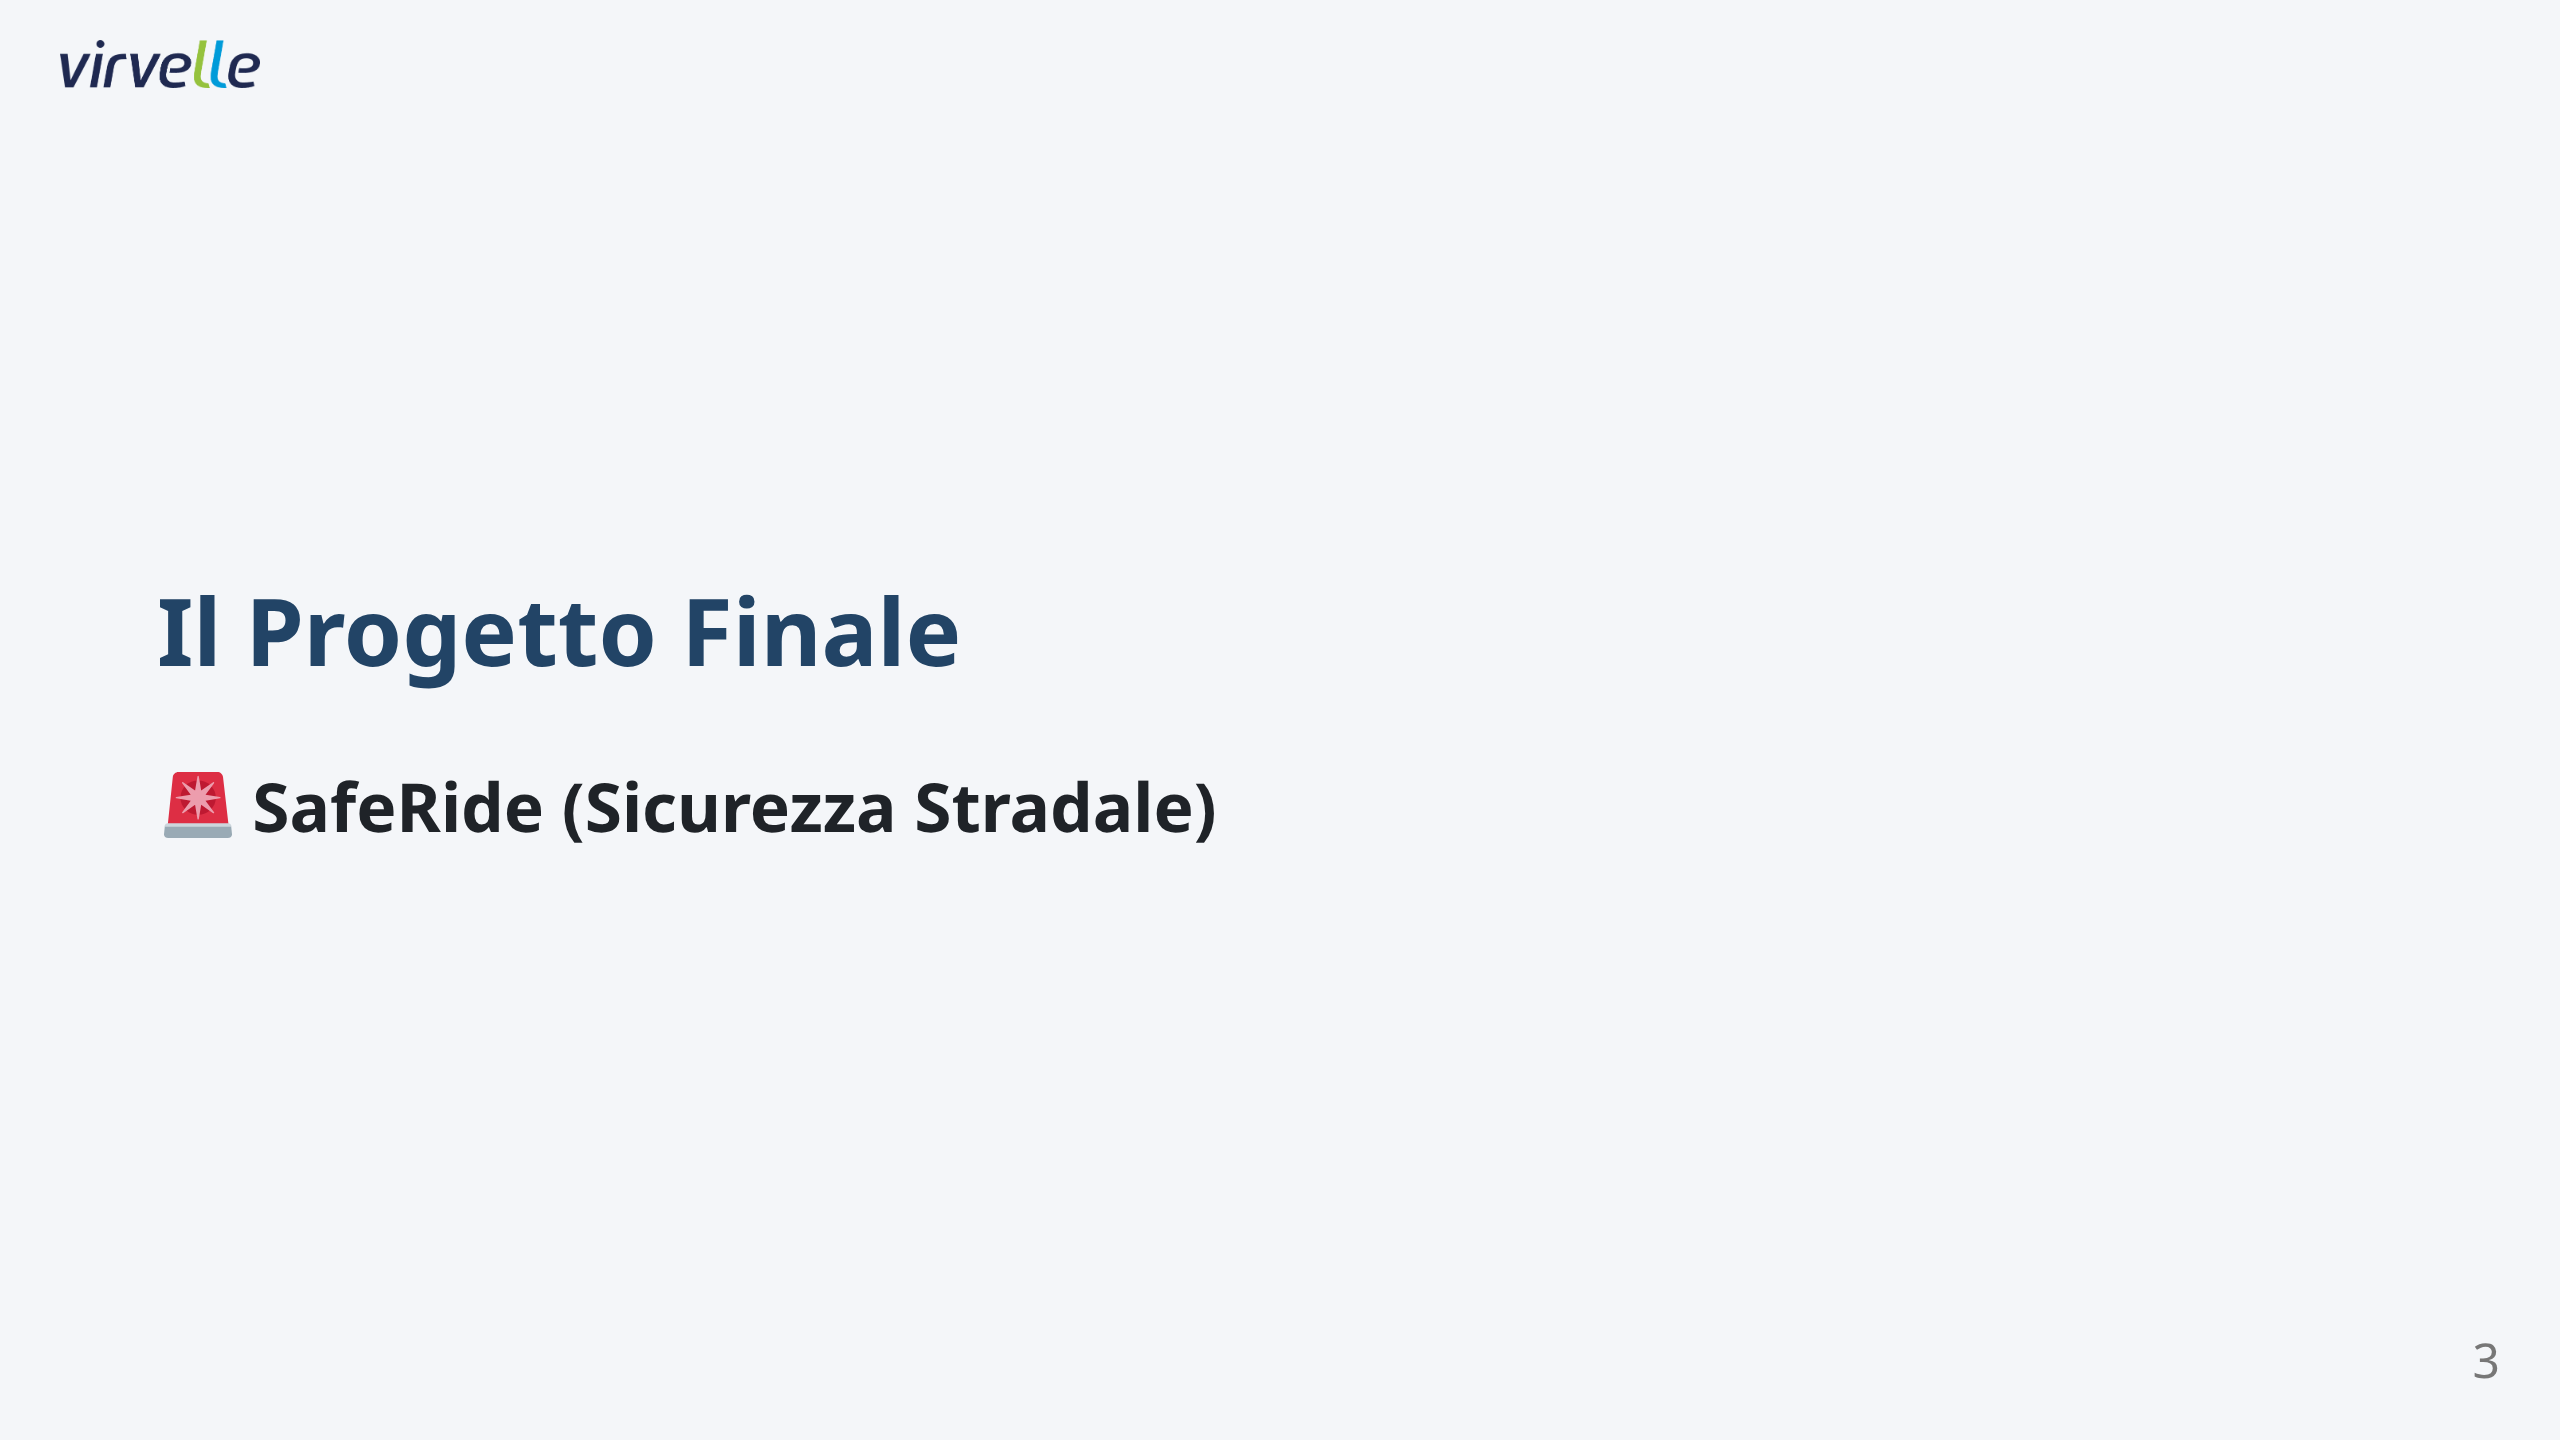 virvelle
Il Progetto Finale
🚨 SafeRide (Sicurezza Stradale)
3